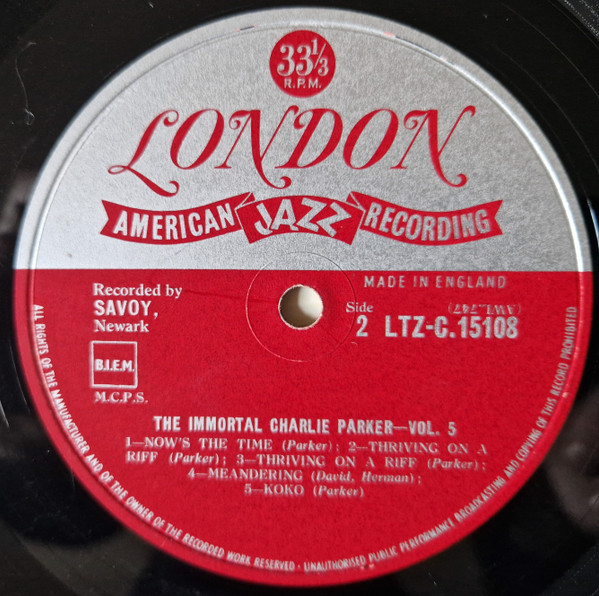 33⅓
R.P.M.
LONDON
AMERICAN JAZZ RECORDING
MADE IN ENGLAND
Recorded by
SAVOY,
Newark
Side
2
(AWL.747)
LTZ-C.15108
B.I.E.M.
M.C.P.S.
THE IMMORTAL CHARLIE PARKER—VOL. 5
1—NOW'S THE TIME (Parker); 2—THRIVING ON A
RIFF (Parker); 3—THRIVING ON A RIFF (Parker);
4—MEANDERING (David, Herman);
5—KOKO (Parker)
ALL RIGHTS OF THE MANUFACTURER AND OF THE OWNER OF THE RECORDED WORK RESERVED - UNAUTHORISED PUBLIC PERFORMANCE BROADCASTING AND COPYING OF THIS RECORD PROHIBITED